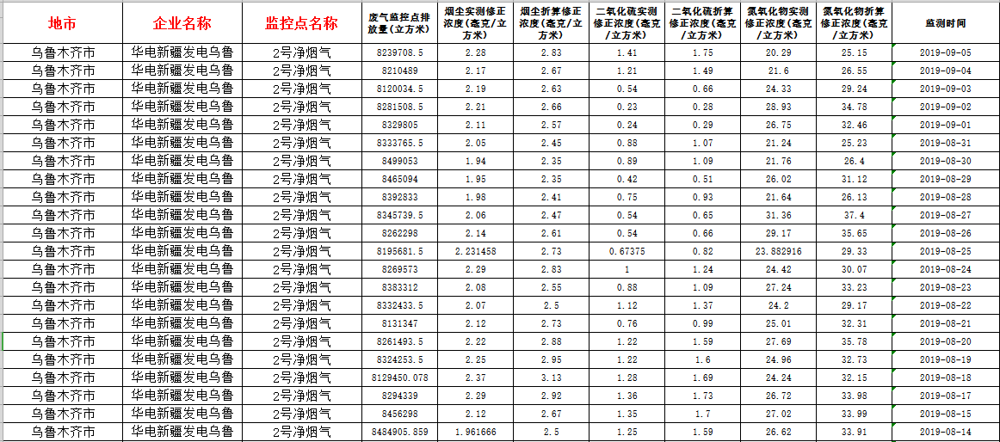 地市 企业名称 监控点名称 废气监控点排放量(立方米) 烟尘实测修正浓度(毫克/立方米) 烟尘折算修正浓度(毫克/立方米) 二氧化硫实测修正浓度(毫克/立方米) 二氧化硫折算修正浓度(毫克/立方米) 氮氧化物实测修正浓度(毫克/立方米) 氮氧化物折算修正浓度(毫克/立方米) 监测时间
乌鲁木齐市 华电新疆发电乌鲁 2号净烟气 8239708.5 2.28 2.83 1.41 1.75 20.29 25.15 2019-09-05
乌鲁木齐市 华电新疆发电乌鲁 2号净烟气 8210489 2.17 2.67 1.21 1.49 21.6 26.55 2019-09-04
乌鲁木齐市 华电新疆发电乌鲁 2号净烟气 8120034.5 2.19 2.63 0.54 0.66 24.33 29.24 2019-09-03
乌鲁木齐市 华电新疆发电乌鲁 2号净烟气 8281508.5 2.21 2.66 0.23 0.28 28.93 34.78 2019-09-02
乌鲁木齐市 华电新疆发电乌鲁 2号净烟气 8329805 2.11 2.57 0.24 0.29 26.75 32.46 2019-09-01
乌鲁木齐市 华电新疆发电乌鲁 2号净烟气 8333765.5 2.05 2.45 0.88 1.07 21.24 25.23 2019-08-31
乌鲁木齐市 华电新疆发电乌鲁 2号净烟气 8499053 1.94 2.35 0.89 1.09 21.76 26.4 2019-08-30
乌鲁木齐市 华电新疆发电乌鲁 2号净烟气 8465094 1.95 2.35 0.42 0.51 26.02 31.12 2019-08-29
乌鲁木齐市 华电新疆发电乌鲁 2号净烟气 8392833 1.98 2.41 0.75 0.93 21.64 26.13 2019-08-28
乌鲁木齐市 华电新疆发电乌鲁 2号净烟气 8345739.5 2.06 2.47 0.54 0.65 31.36 37.4 2019-08-27
乌鲁木齐市 华电新疆发电乌鲁 2号净烟气 8262298 2.14 2.61 0.54 0.66 29.17 35.65 2019-08-26
乌鲁木齐市 华电新疆发电乌鲁 2号净烟气 8195681.5 2.231458 2.73 0.67375 0.82 23.882916 29.33 2019-08-25
乌鲁木齐市 华电新疆发电乌鲁 2号净烟气 8269573 2.29 2.83 1 1.24 24.42 30.07 2019-08-24
乌鲁木齐市 华电新疆发电乌鲁 2号净烟气 8383312 2.08 2.55 0.88 1.09 27.24 33.23 2019-08-23
乌鲁木齐市 华电新疆发电乌鲁 2号净烟气 8332433.5 2.07 2.5 1.12 1.37 24.2 29.17 2019-08-22
乌鲁木齐市 华电新疆发电乌鲁 2号净烟气 8131347 2.12 2.73 0.76 0.99 25.01 32.31 2019-08-21
乌鲁木齐市 华电新疆发电乌鲁 2号净烟气 8261493.5 2.22 2.88 1.22 1.59 27.69 35.78 2019-08-20
乌鲁木齐市 华电新疆发电乌鲁 2号净烟气 8324253.5 2.25 2.95 1.22 1.6 24.96 32.73 2019-08-19
乌鲁木齐市 华电新疆发电乌鲁 2号净烟气 8129450.078 2.37 3.13 1.28 1.69 24.24 32.15 2019-08-18
乌鲁木齐市 华电新疆发电乌鲁 2号净烟气 8294339 2.29 2.92 1.36 1.73 26.72 33.98 2019-08-17
乌鲁木齐市 华电新疆发电乌鲁 2号净烟气 8456298 2.12 2.67 1.35 1.7 27.02 33.99 2019-08-15
乌鲁木齐市 华电新疆发电乌鲁 2号净烟气 8484905.859 1.961666 2.5 1.25 1.59 26.62 33.91 2019-08-14